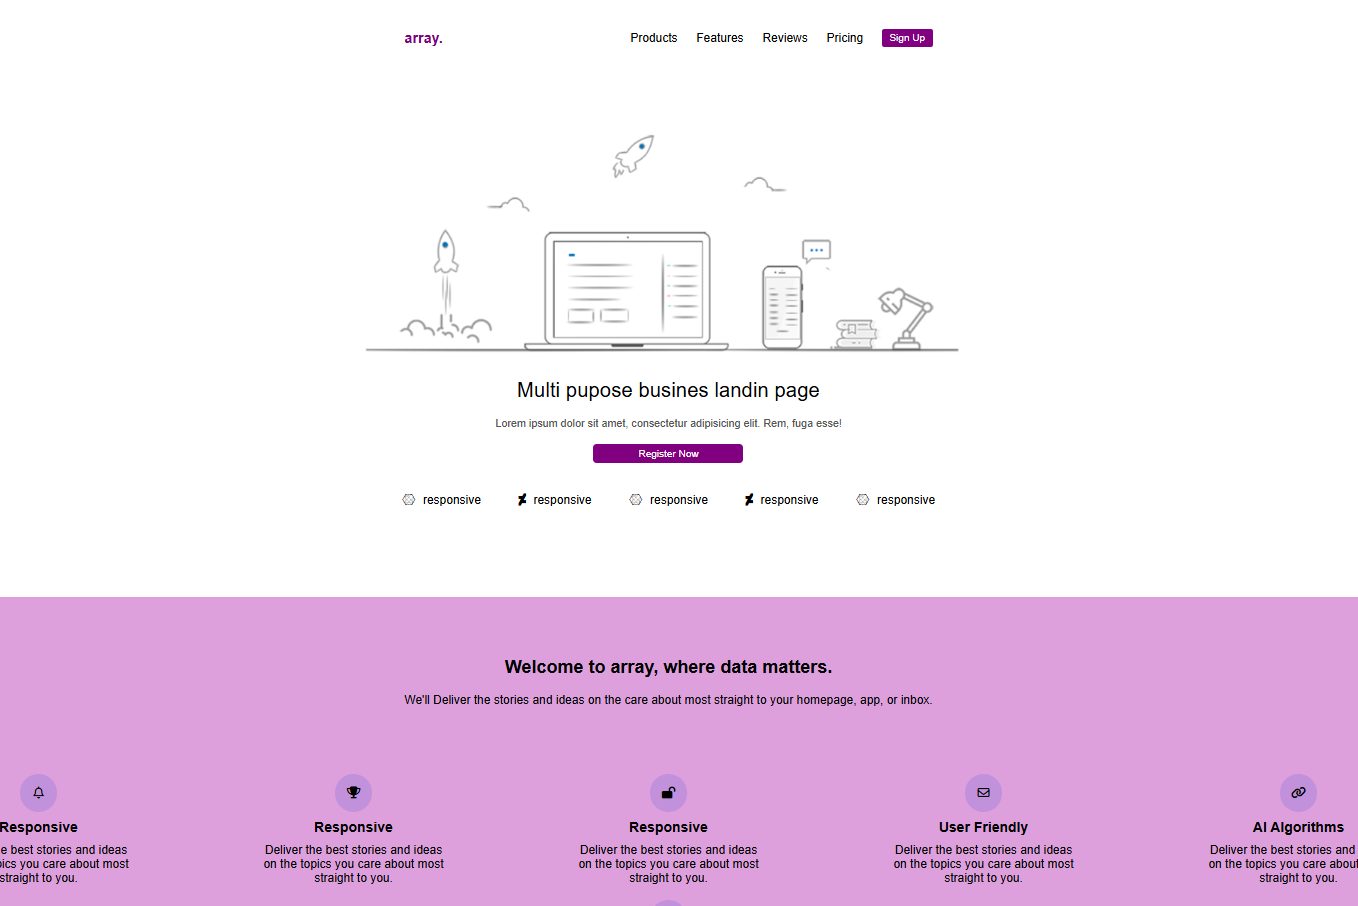 array.
Products Features Reviews Pricing Sign Up
Multi pupose busines landin page
Lorem ipsum dolor sit amet, consectetur adipisicing elit. Rem, fuga esse!
Register Now
responsive responsive responsive responsive responsive
Welcome to array, where data matters.
We'll Deliver the stories and ideas on the care about most straight to your homepage, app, or inbox.
Responsive
best stories and ideas
you care about most
straight to you.
Responsive
Deliver the best stories and ideas
on the topics you care about most
straight to you.
Responsive
Deliver the best stories and ideas
on the topics you care about most
straight to you.
User Friendly
Deliver the best stories and ideas
on the topics you care about most
straight to you.
AI Algorithms
Deliver the best stories and
on the topics you care about
straight to you.